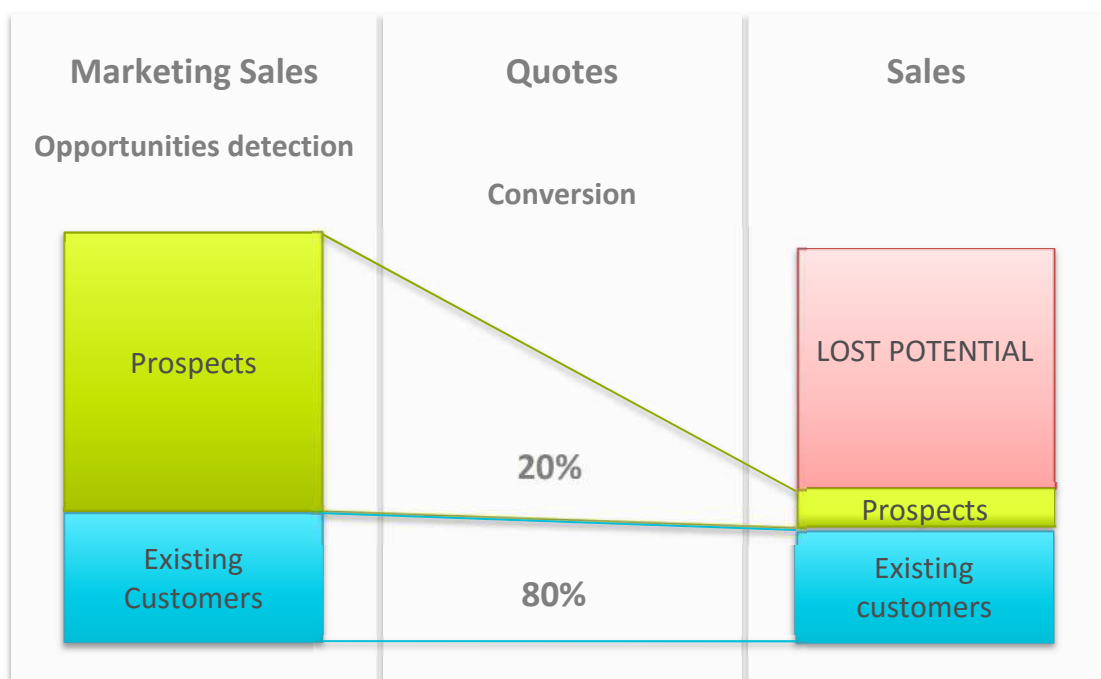 Marketing Sales
Quotes
Sales
Opportunities detection
Conversion
Prospects
LOST POTENTIAL
20%
Prospects
Existing
Customers
80%
Existing
customers